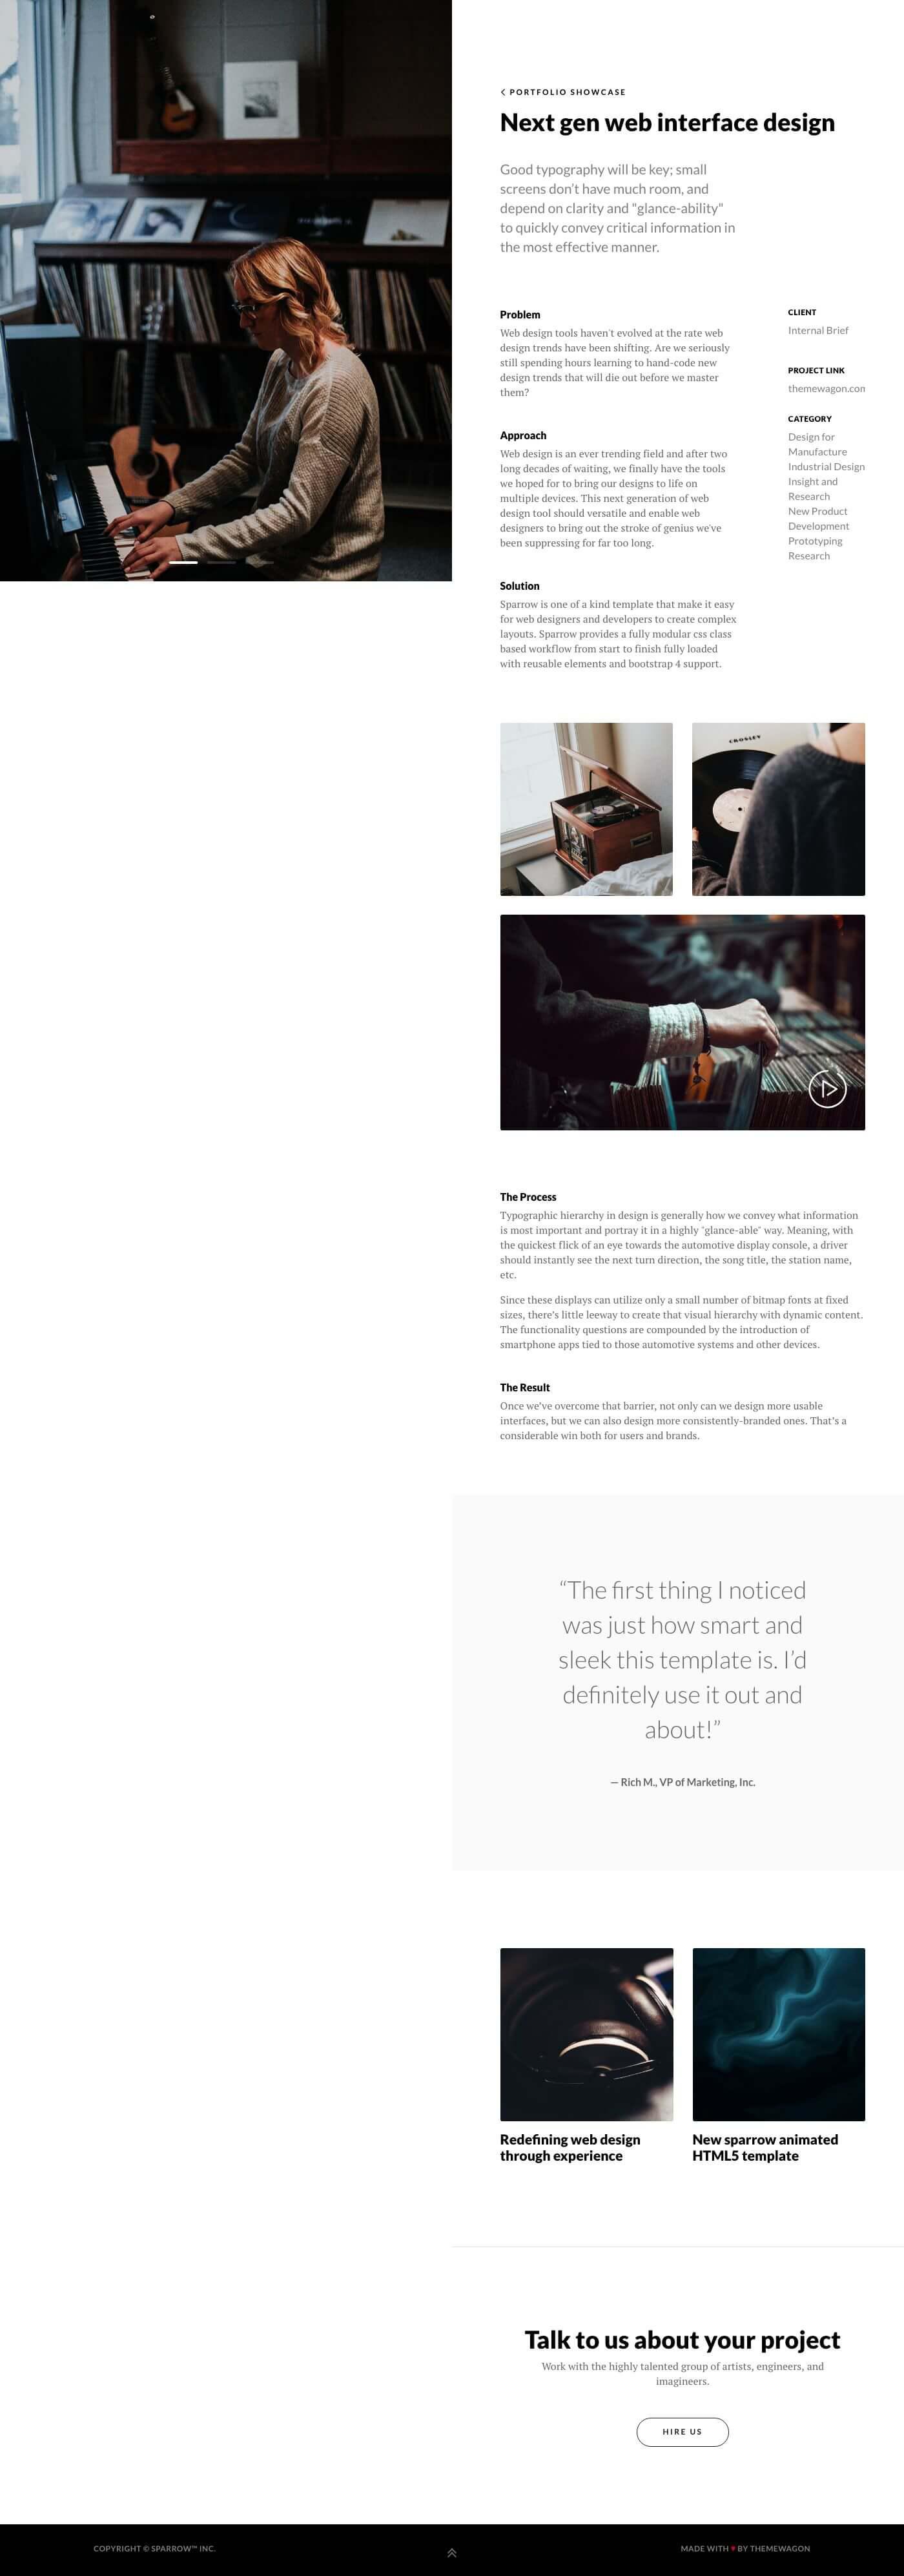 PORTFOLIO SHOWCASE
Next gen web interface design
Good typography will be key; small
screens don’t have much room, and
depend on clarity and "glance-ability"
to quickly convey critical information in
the most effective manner.
Problem
Web design tools haven't evolved at the rate web
design trends have been shifting. Are we seriously
still spending hours learning to hand-code new
design trends that will die out before we master
them?
Approach
Web design is an ever trending field and after two
long decades of waiting, we finally have the tools
we hoped for to bring our designs to life on
multiple devices. This next generation of web
design tool should versatile and enable web
designers to bring out the stroke of genius we've
been suppressing for far too long.
Solution
Sparrow is one of a kind template that make it easy
for web designers and developers to create complex
layouts. Sparrow provides a fully modular css class
based workflow from start to finish fully loaded
with reusable elements and bootstrap 4 support.
CLIENT
Internal Brief
PROJECT LINK
themewagon.com
CATEGORY
Design for
Manufacture
Industrial Design
Insight and
Research
New Product
Development
Prototyping
Research
CROSLEY
The Process
Typographic hierarchy in design is generally how we convey what information
is most important and portray it in a highly "glance-able" way. Meaning, with
the quickest flick of an eye towards the automotive display console, a driver
should instantly see the next turn direction, the song title, the station name,
etc.
Since these displays can utilize only a small number of bitmap fonts at fixed
sizes, there’s little leeway to create that visual hierarchy with dynamic content.
The functionality questions are compounded by the introduction of
smartphone apps tied to those automotive systems and other devices.
The Result
Once we’ve overcome that barrier, not only can we design more usable
interfaces, but we can also design more consistently-branded ones. That’s a
considerable win both for users and brands.
“The first thing I noticed
was just how smart and
sleek this template is. I’d
definitely use it out and
about!”
— Rich M., VP of Marketing, Inc.
Redefining web design
through experience
New sparrow animated
HTML5 template
Talk to us about your project
Work with the highly talented group of artists, engineers, and
imagineers.
HIRE US
COPYRIGHT © SPARROW™ INC.
MADE WITH ♥ BY THEMEWAGON